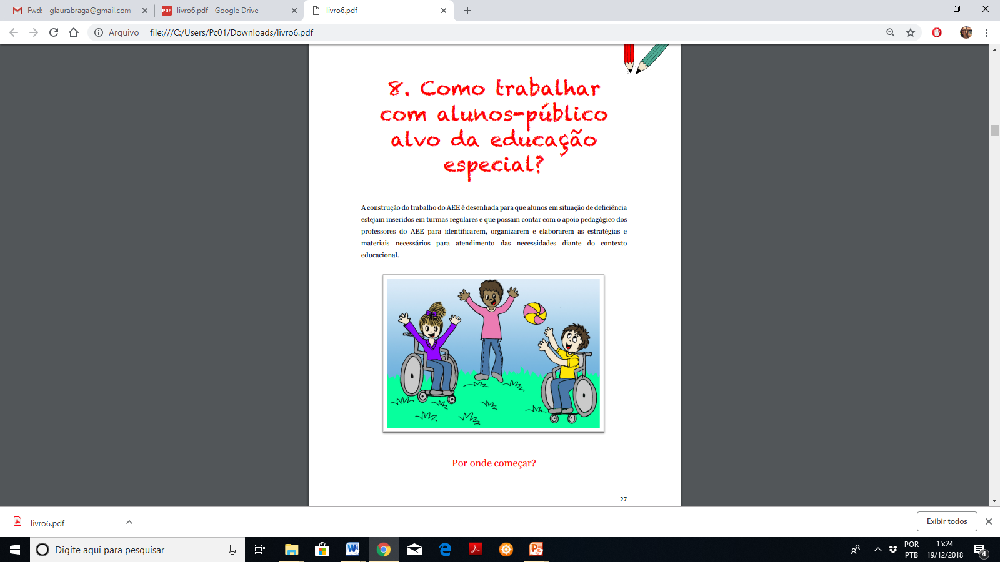 Fwd: - glaurabraga@gmail.com -
livro6.pdf - Google Drive
livro6.pdf
Arquivo
file:///C:/Users/Pc01/Downloads/livro6.pdf
8. Como trabalhar
com alunos-público
alvo da educação
especial?
A construção do trabalho do AEE é desenhada para que alunos em situação de deficiência
estejam inseridos em turmas regulares e que possam contar com o apoio pedagógico dos
professores do AEE para identificarem, organizarem e elaborarem as estratégias e
materiais necessários para atendimento das necessidades diante do contexto
educacional.
Por onde começar?
27
livro6.pdf
Exibir todos
Digite aqui para pesquisar
POR
PTB
15:24
19/12/2018
4